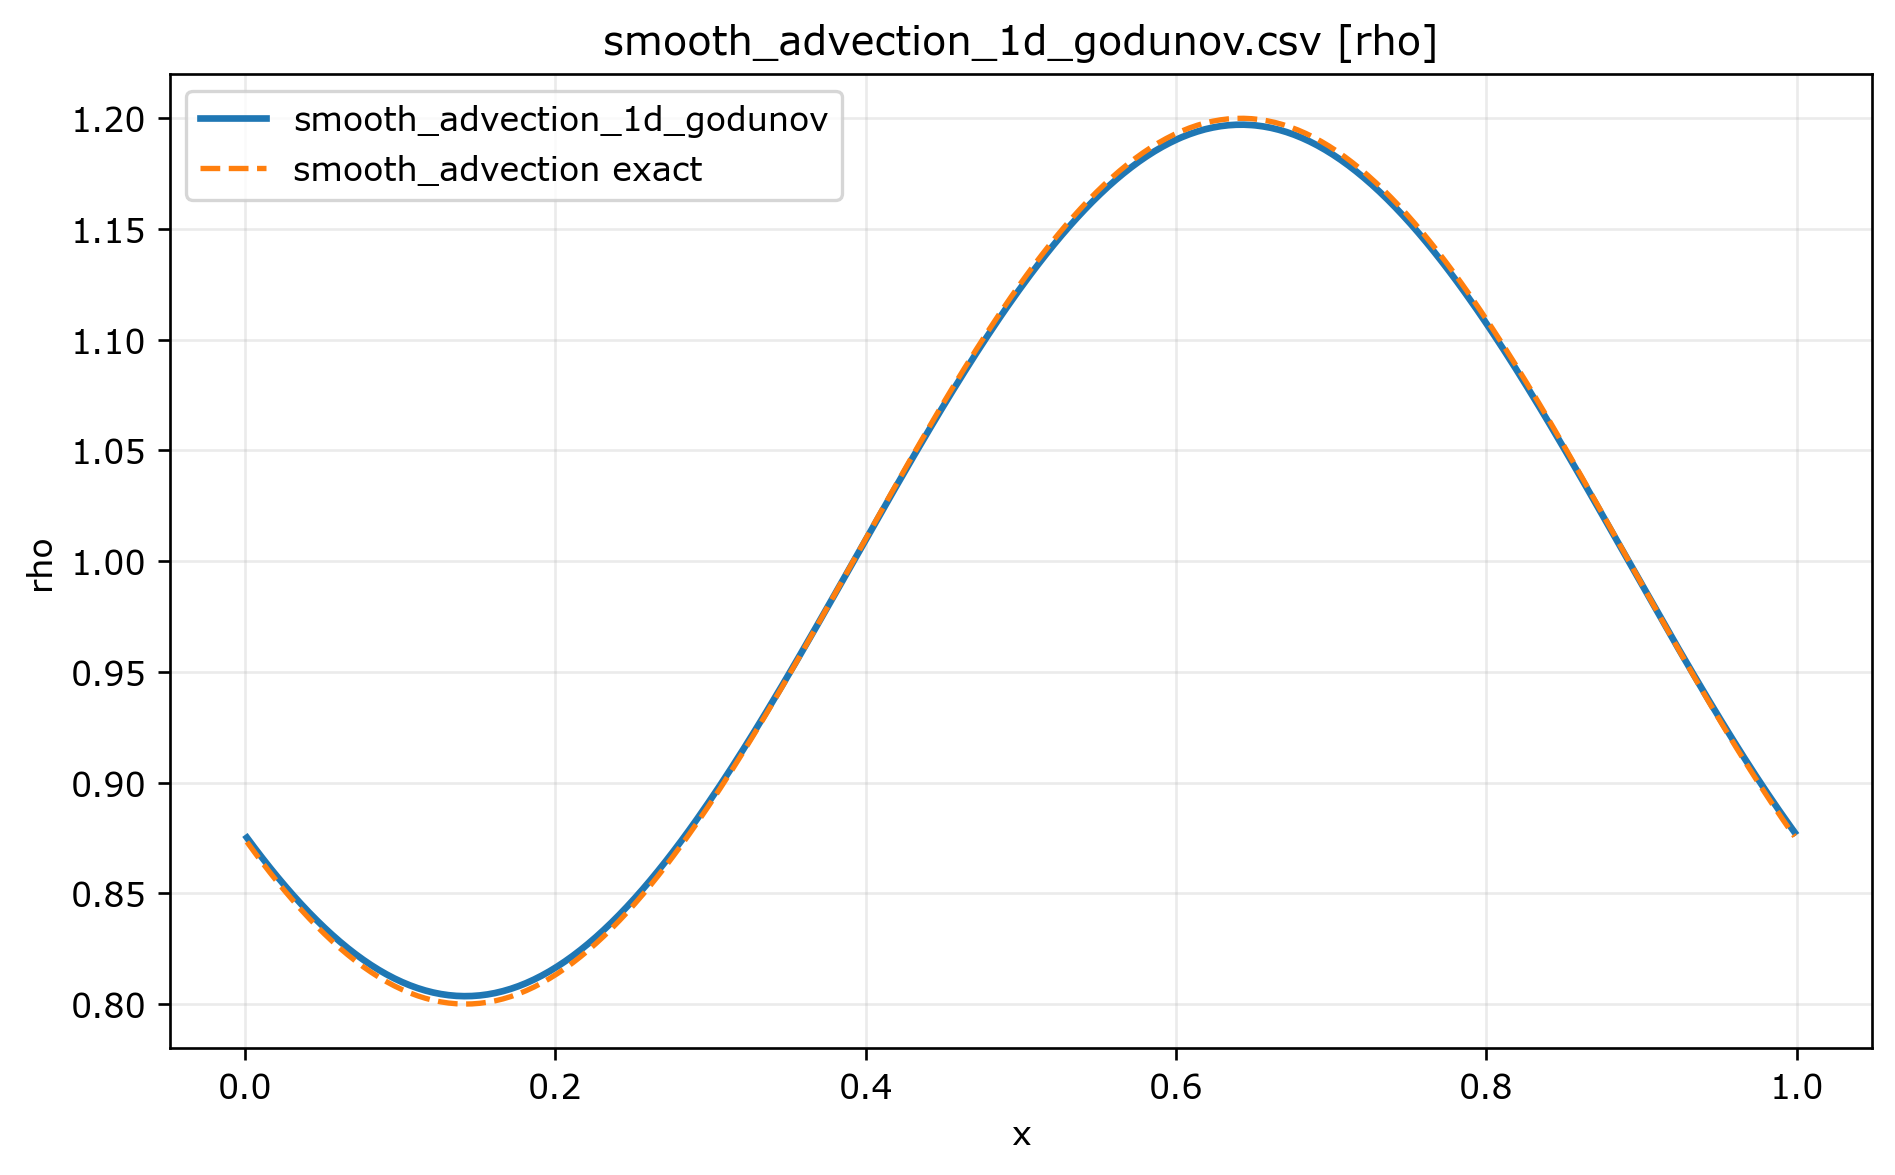 smooth_advection_1d_godunov.csv [rho]
smooth_advection_1d_godunov
smooth_advection exact
1.20
1.15
1.10
1.05
1.00
0.95
0.90
0.85
0.80
rho
0.0 0.2 0.4 0.6 0.8 1.0
x